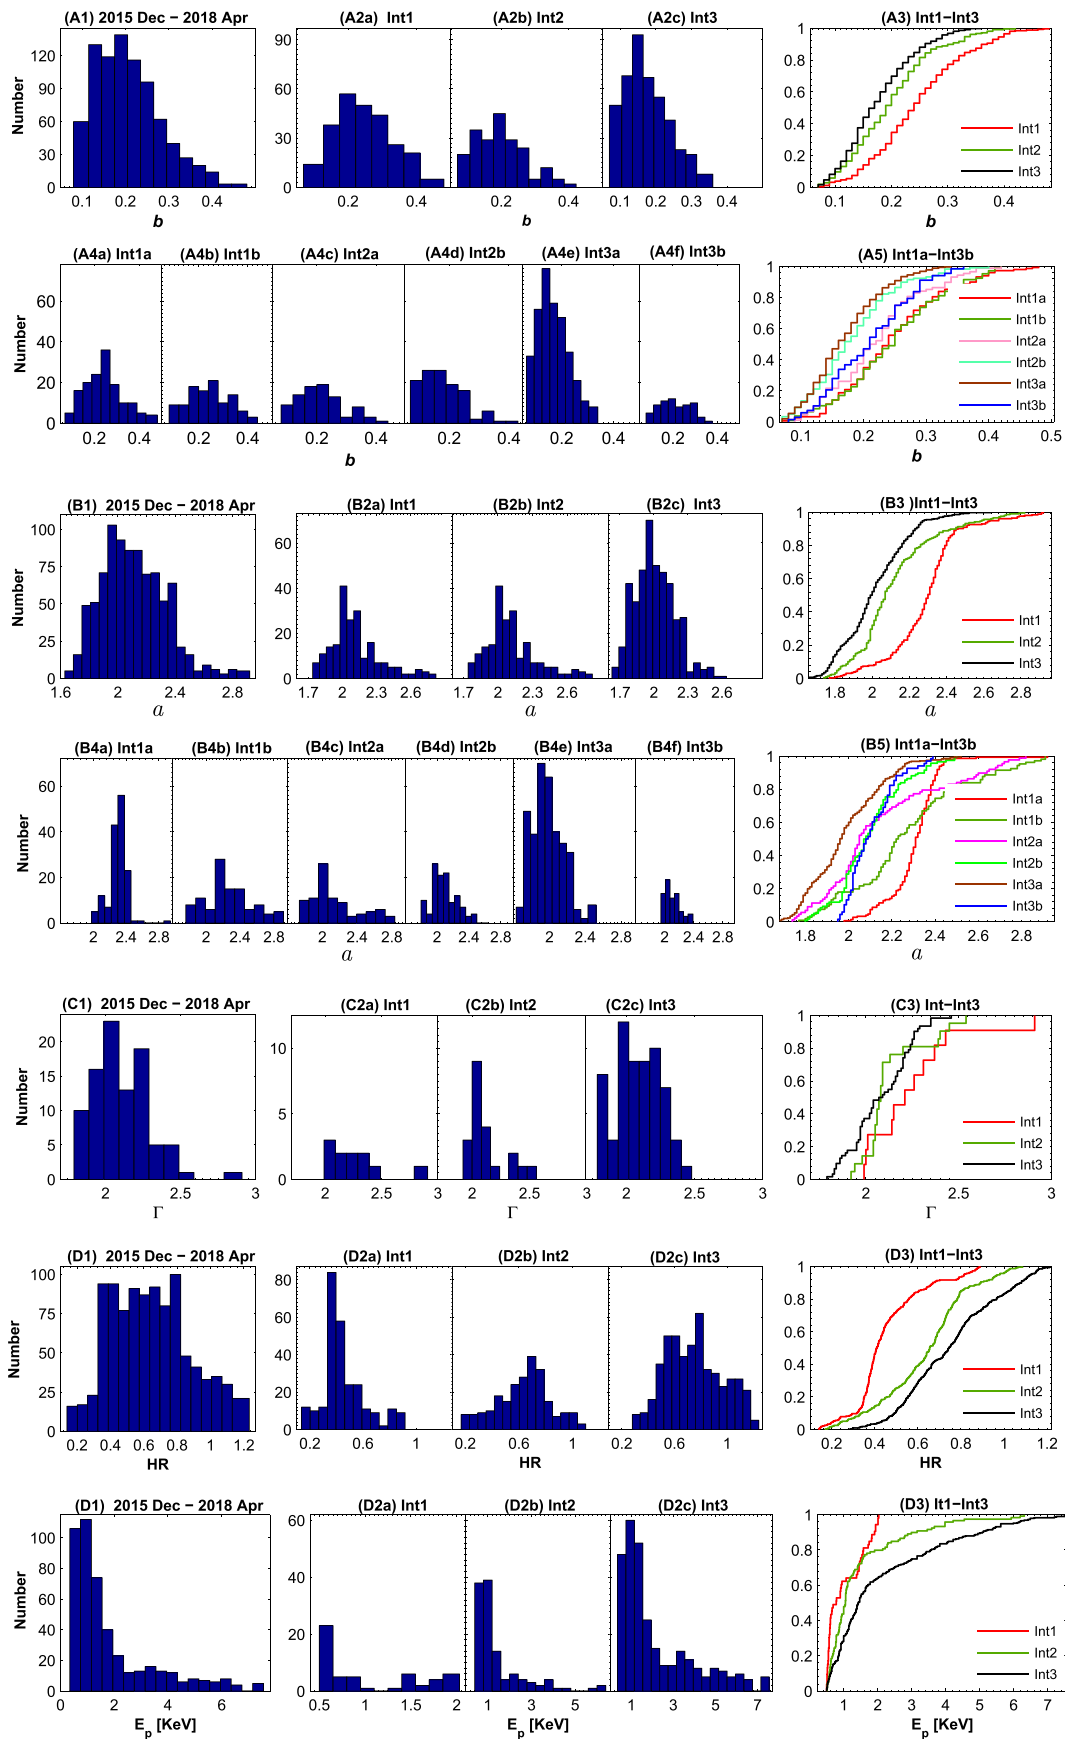 (A1) 2015 Dec − 2018 Apr
(A2a) Int1
(A2b) Int2
(A2c) Int3
(A3) Int1−Int3
Number
120
90
60
30
0
0.1 0.2 0.3 0.4
b
90
60
30
0
0.2 0.4
0.2 0.4
b
0.1 0.2 0.3 0.4
1
0.8
0.6
0.4
0.2
0
Int1
Int2
Int3
0.1 0.2 0.3 0.4
b
(A4a) Int1a
(A4b) Int1b
(A4c) Int2a
(A4d) Int2b
(A4e) Int3a
(A4f) Int3b
(A5) Int1a−Int3b
Number
60
40
20
0
0.2 0.4
0.2 0.4
0.2 0.4
0.2 0.4
0.2 0.4
0.2 0.4
b
1
0.8
0.6
0.4
0.2
0
Int1a
Int1b
Int2a
Int2b
Int3a
Int3b
0.1 0.2 0.3 0.4 0.5
b
(B1) 2015 Dec − 2018 Apr
(B2a) Int1
(B2b) Int2
(B2c) Int3
(B3 )Int1−Int3
Number
100
75
50
25
0
1.6 2 2.4 2.8
a
60
40
20
0
1.7 2 2.3 2.6
1.7 2 2.3 2.6
a
1.7 2 2.3 2.6
1
0.8
0.6
0.4
0.2
0
Int1
Int2
Int3
1.8 2 2.2 2.4 2.6 2.8
a
(B4a) Int1a
(B4b) Int1b
(B4c) Int2a
(B4d) Int2b
(B4e) Int3a
(B4f) Int3b
(B5) Int1a−Int3b
Number
60
40
20
0
2 2.4 2.8
2 2.4 2.8
2 2.4 2.8
2 2.4 2.8
2 2.4 2.8
2 2.4 2.8
a
1
0.8
0.6
0.4
0.2
0
Int1a
Int1b
Int2a
Int2b
Int3a
Int3b
1.8 2 2.2 2.4 2.6 2.8
a
(C1) 2015 Dec − 2018 Apr
(C2a) Int1
(C2b) Int2
(C2c) Int3
(C3) Int−Int3
Number
20
15
10
5
0
2 2.5 3
Γ
10
5
0
2 2.5 3
2 2.5 3
Γ
2 2.5 3
1
0.8
0.6
0.4
0.2
0
Int1
Int2
Int3
2 2.5 3
Γ
(D1) 2015 Dec − 2018 Apr
(D2a) Int1
(D2b) Int2
(D2c) Int3
(D3) Int1−Int3
Number
100
75
50
25
0
0.2 0.4 0.6 0.8 1 1.2
HR
80
60
40
20
0
0.2 0.6 1
0.2 0.6 1
HR
0.2 0.6 1
1
0.8
0.6
0.4
0.2
0
Int1
Int2
Int3
0.2 0.4 0.6 0.8 1 1.2
HR
(D1) 2015 Dec − 2018 Apr
(D2a) Int1
(D2b) Int2
(D2c) Int3
(D3) It1−Int3
Number
100
80
60
40
20
0
0 2 4 6
Ep [KeV]
60
40
20
0
0.5 1 1.5 2
1 3 5
Ep [KeV]
1 3 5 7
1
0.8
0.6
0.4
0.2
0
Int1
Int2
Int3
1 2 3 4 5 6 7
Ep [KeV]